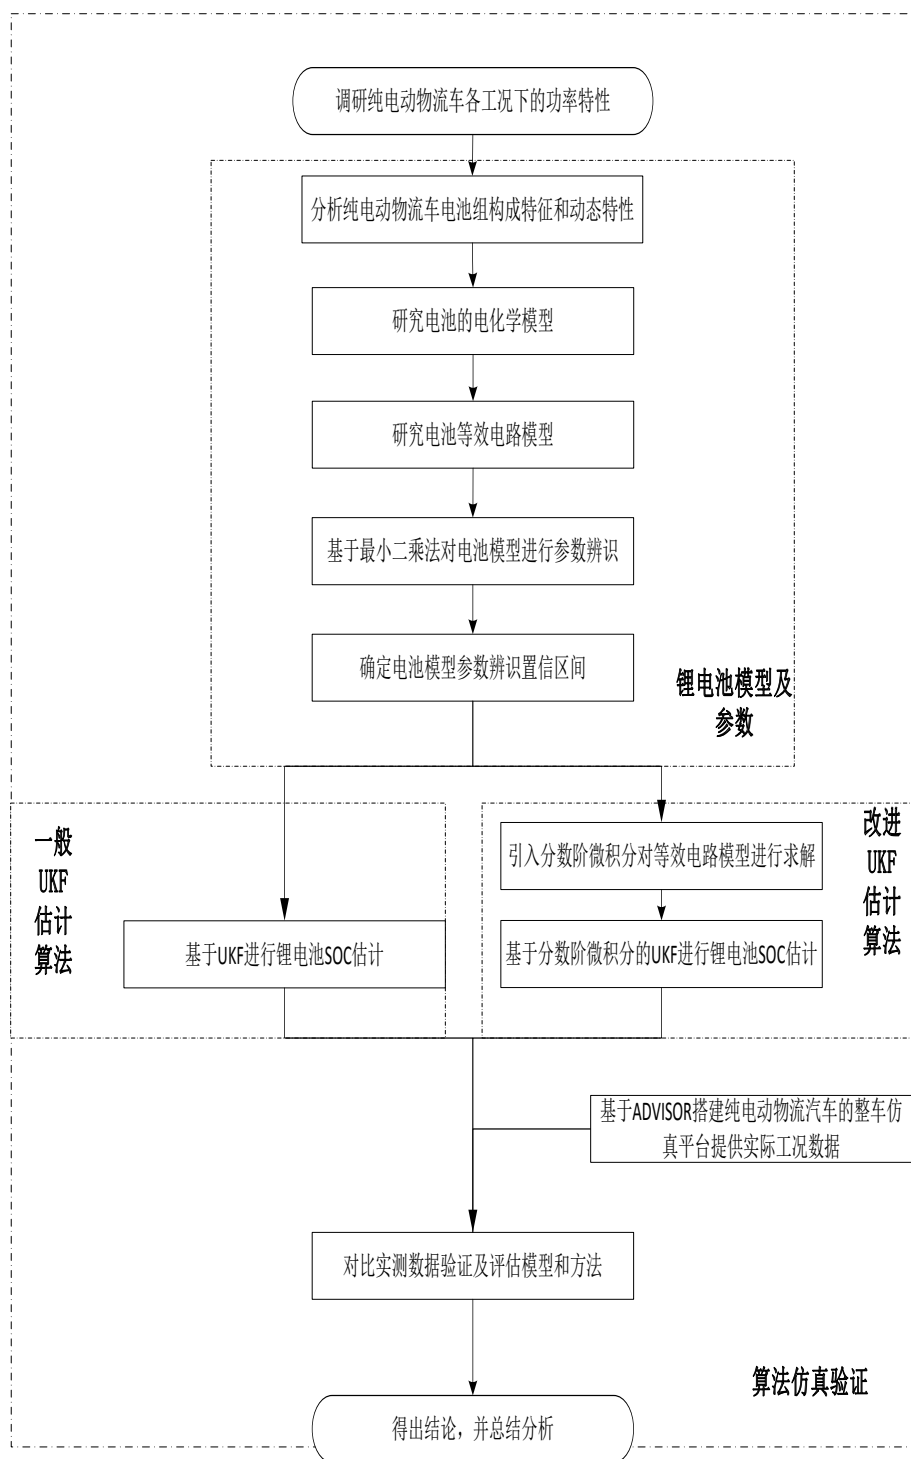 调研纯电动物流车各工况下的功率特性
分析纯电动物流车电池组构成特征和动态特性
研究电池的电化学模型
研究电池等效电路模型
基于最小二乘法对电池模型进行参数辨识
确定电池模型参数辨识置信区间
锂电池模型及
参数
一般
UKF
估计
算法
基于UKF进行锂电池SOC估计
引入分数阶微积分对等效电路模型进行求解
基于分数阶微积分的UKF进行锂电池SOC估计
改进
UKF
估计
算法
基于ADVISOR搭建纯电动物流汽车的整车仿
真平台提供实际工况数据
对比实测数据验证及评估模型和方法
算法仿真验证
得出结论，并总结分析